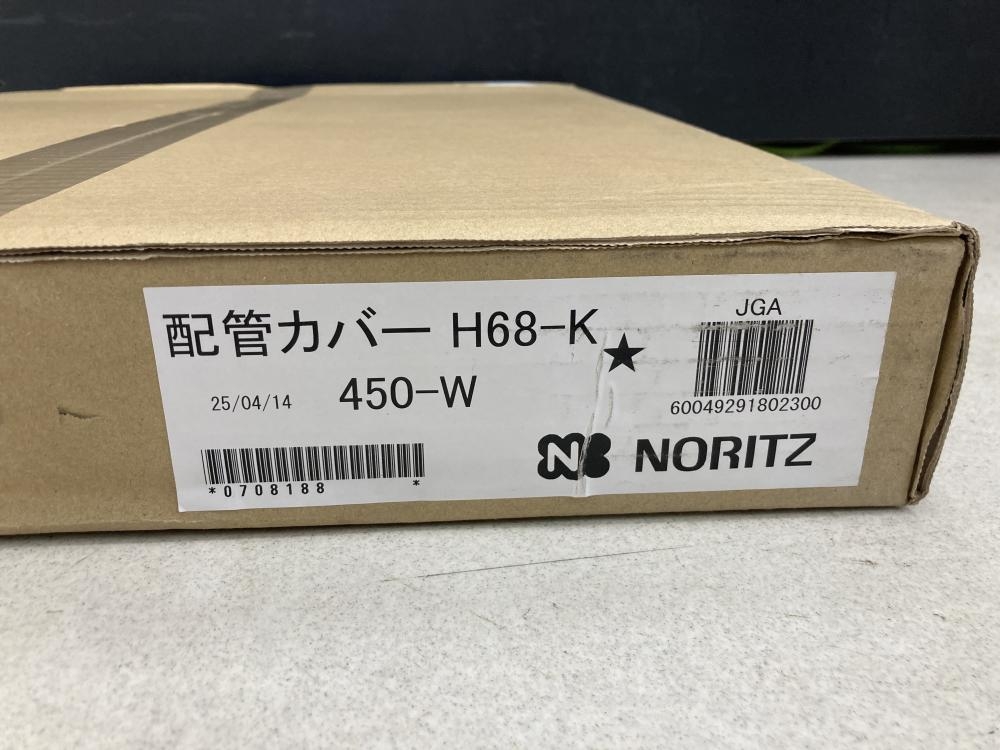 配管カバー H68-K
★
25/04/14 450-W
JGA
60049291802300
*0708188 *
N NORITZ